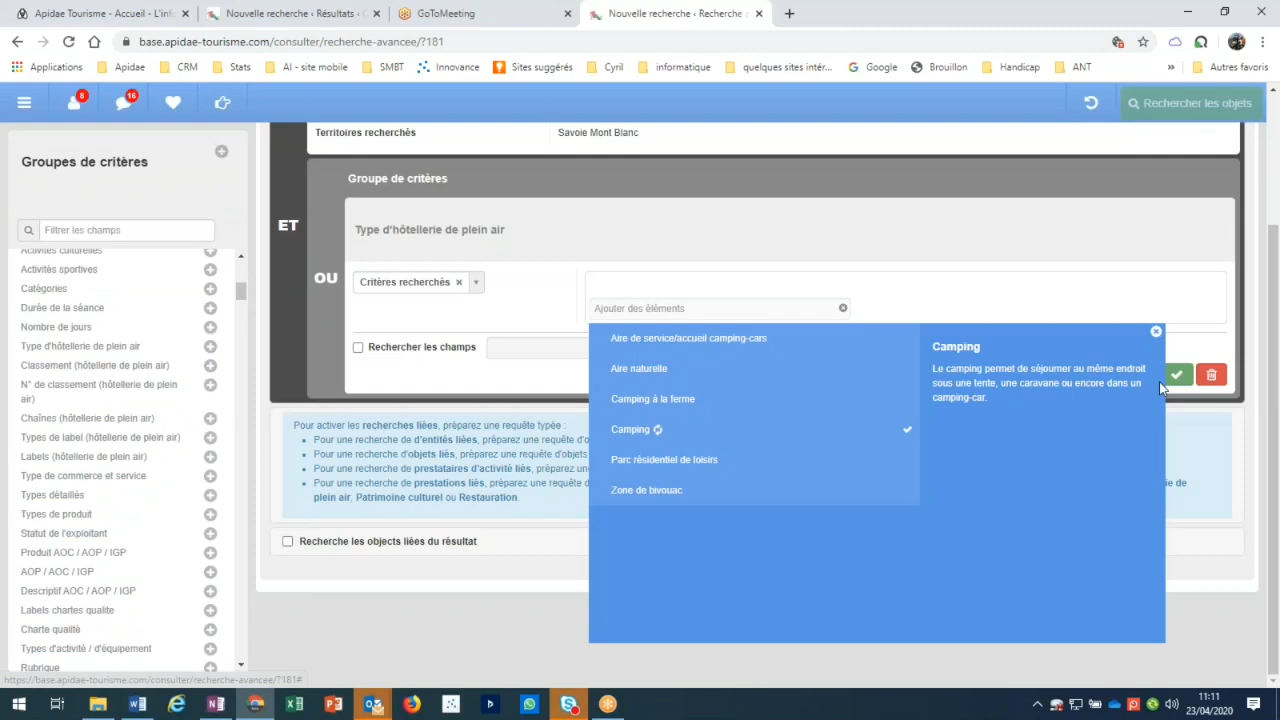 Apidae Tourisme - Accueil - L'inf
Nouvelle recherche ‹ Résultats ‹ C
GoToMeeting
Nouvelle recherche ‹ Recherche a
base.apidae-tourisme.com/consulter/recherche-avancee/?181
Applications
Apidae
CRM
Stats
AI - site mobile
SMBT
Innovance
Sites suggérés
Cyril
informatique
quelques sites intér...
Google
Brouillon
Handicap
ANT
»
Autres favoris
8
16
Rechercher les objets
Groupes de critères
Filtrer les champs
Activités culturelles
Activités sportives
Catégories
Durée de la séance
Nombre de jours
Type d'hôtellerie de plein air
Classement (hôtellerie de plein air)
N° de classement (hôtellerie de plein
air)
Chaînes (hôtellerie de plein air)
Types de label (hôtellerie de plein air)
Labels (hôtellerie de plein air)
Type de commerce et service
Types détaillés
Types de produit
Statut de l'exploitant
Produit AOC / AOP / IGP
AOP / AOC / IGP
Descriptif AOC / AOP / IGP
Labels chartes qualite
Charte qualité
Types d'activité / d'équipement
Rubrique
Territoires recherchés
Savoie Mont Blanc
Groupe de critères
ET
Type d'hôtellerie de plein air
OU
Critères recherchés ×
Ajouter des éléments
Rechercher les champs
Aire de service/accueil camping-cars
Aire naturelle
Camping à la ferme
Camping
Parc résidentiel de loisirs
Zone de bivouac
Camping
Le camping permet de séjourner au même endroit
sous une tente, une caravane ou encore dans un
camping-car.
Pour activer les recherches liées, préparez une requête typée :
Pour une recherche de d'entités liées, préparez une requête d'o
Pour une recherche d'objets liés, préparez une requête d'objets
Pour une recherche de prestataires d'activité liés, préparez une
Pour une recherche de prestations liés, préparez une requête d
ie de
plein air, Patrimoine culturel ou Restauration.
Recherche les objects liées du résultat
https://base.apidae-tourisme.com/consulter/recherche-avancee/?181#
11:11
23/04/2020